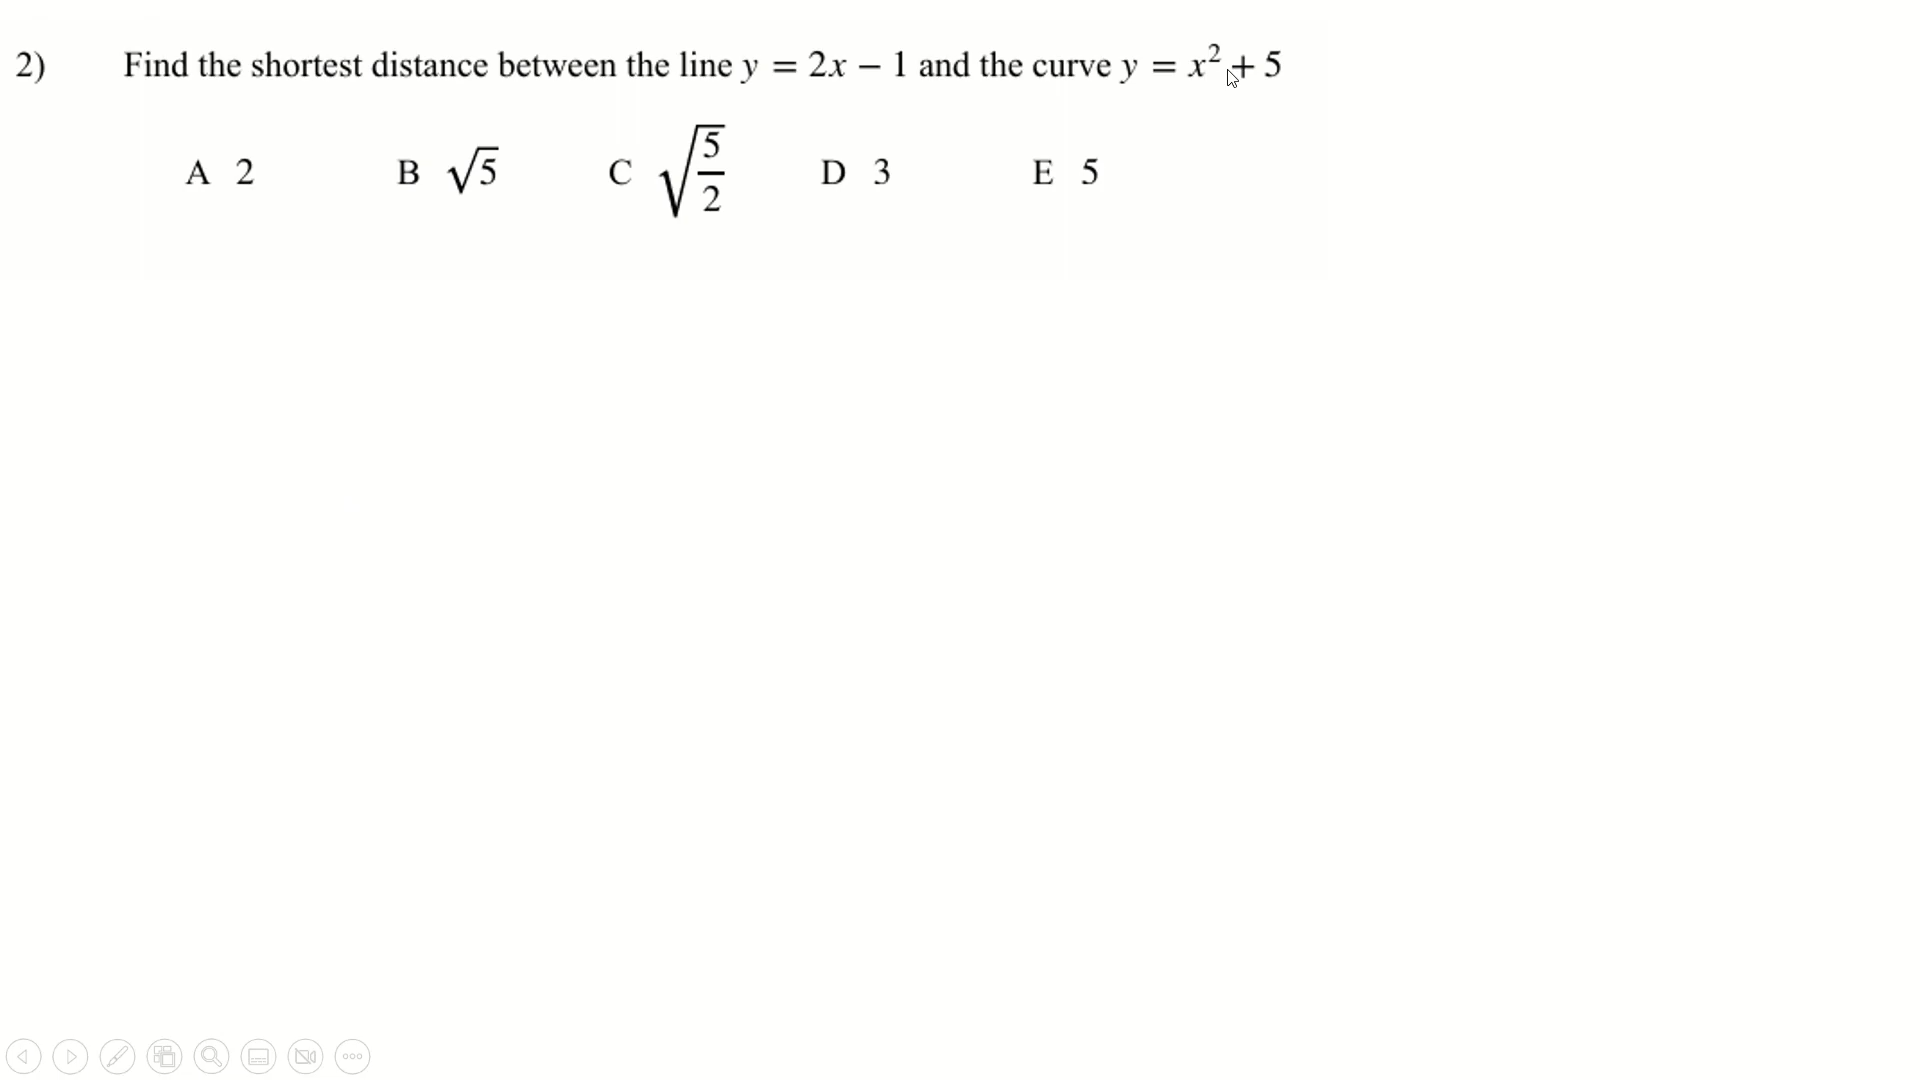 2) Find the shortest distance between the line y = 2x − 1 and the curve y = x² + 5
A 2 B √5 C √(5/2) D 3 E 5